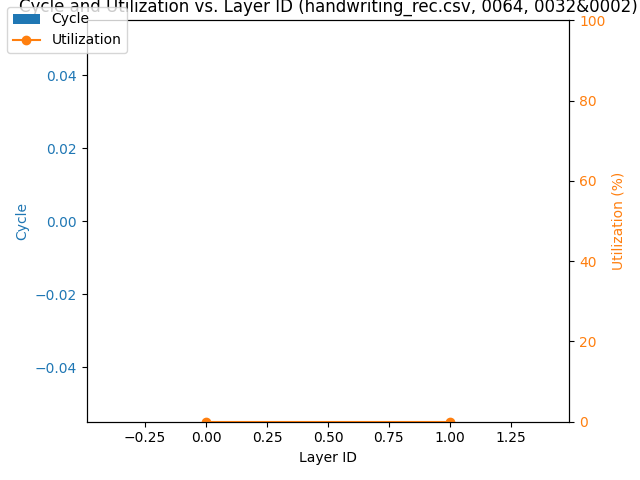 Cycle and Utilization vs. Layer ID (handwriting_rec.csv, 0064, 0032&0002)
Cycle
Utilization
0.04
0.02
0.00
−0.02
−0.04
Cycle
100
80
60
40
20
0
Utilization (%)
−0.25 0.00 0.25 0.50 0.75 1.00 1.25
Layer ID